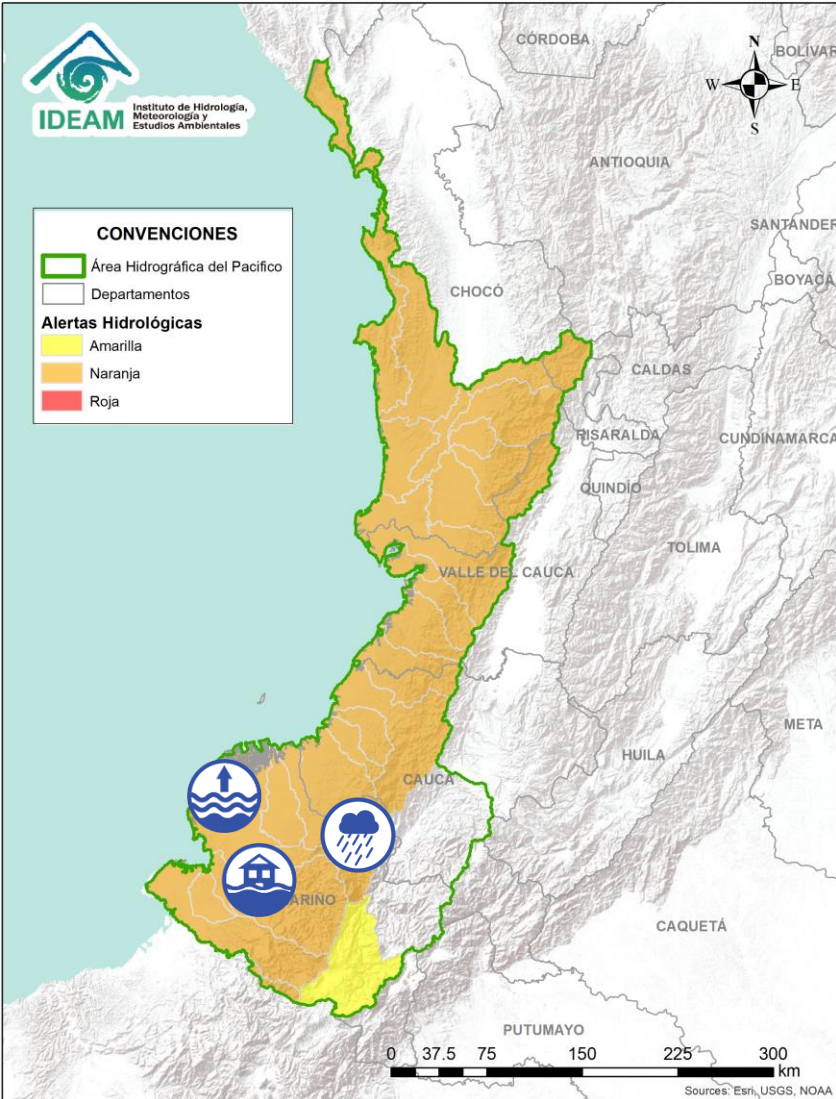 IDEAM
Instituto de Hidrología,
Meteorología y
Estudios Ambientales
CÓRDOBA
BOLÍVAR
N
W
E
S
ANTIOQUIA
SANTANDER
BOYACÁ
CONVENCIONES
Área Hidrográfica del Pacifico
Departamentos
Alertas Hidrológicas
Amarilla
Naranja
Roja
CHOCÓ
CALDAS
RISARALDA
CUNDINAMARCA
QUINDÍO
TOLIMA
VALLE DEL CAUCA
META
HUILA
CAUCA
ARIÑO
CAQUETÁ
PUTUMAYO
0 37.5 75 150 225 300
km
Sources: Esri, USGS, NOAA